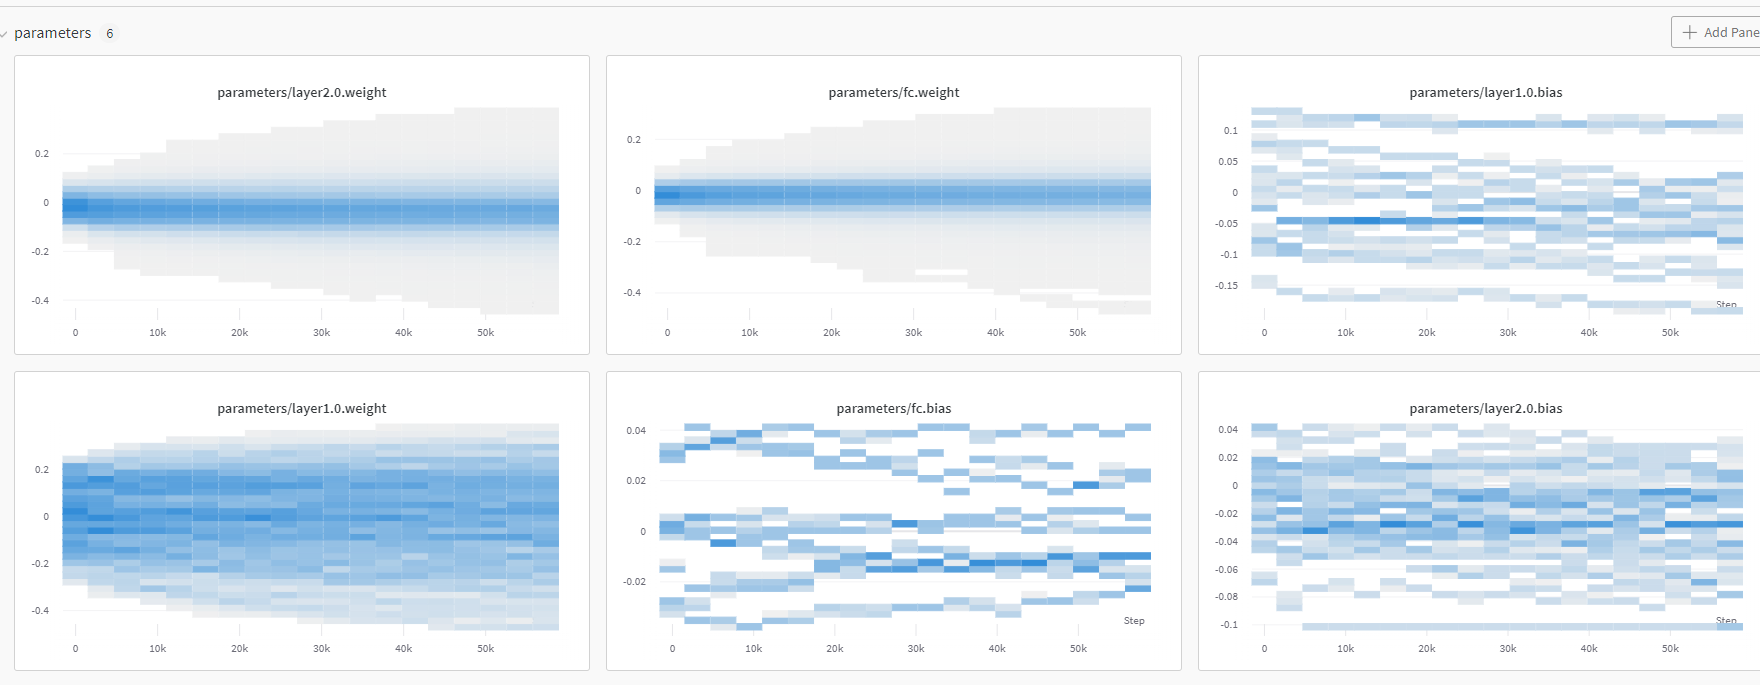 parameters 6
Add Pane
parameters/layer2.0.weight
0.2
0
-0.2
-0.4
0 10k 20k 30k 40k 50k
parameters/fc.weight
0.2
0
-0.2
-0.4
0 10k 20k 30k 40k 50k
parameters/layer1.0.bias
0.1
0.05
0
-0.05
-0.1
-0.15
Step
0 10k 20k 30k 40k 50k
parameters/layer1.0.weight
0.2
0
-0.2
-0.4
0 10k 20k 30k 40k 50k
parameters/fc.bias
0.04
0.02
0
-0.02
Step
0 10k 20k 30k 40k 50k
parameters/layer2.0.bias
0.04
0.02
0
-0.02
-0.04
-0.06
-0.08
-0.1
Step
0 10k 20k 30k 40k 50k